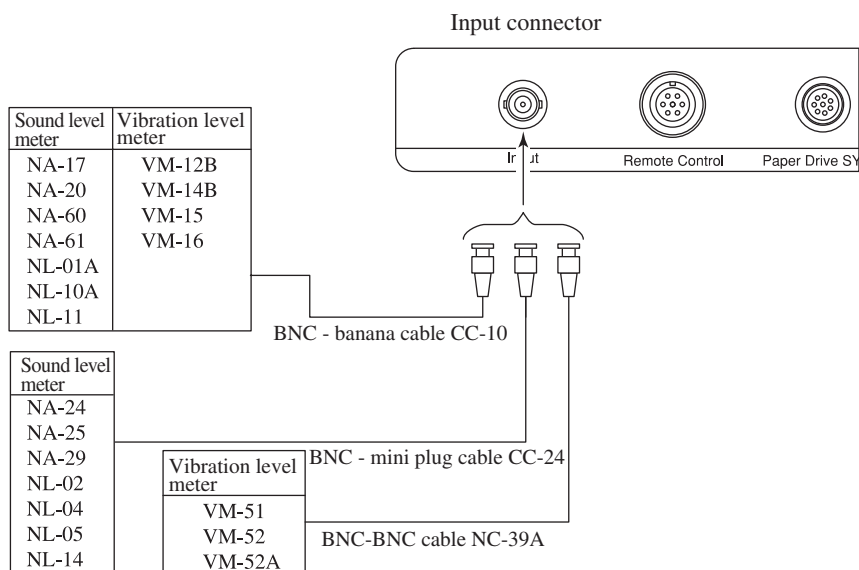 Input connector
Input
Remote Control
Paper Drive SY
Sound level
meter
Vibration level
meter
NA-17
VM-12B
NA-20
VM-14B
NA-60
VM-15
NA-61
VM-16
NL-01A
NL-10A
NL-11
BNC - banana cable CC-10
Sound level
meter
NA-24
NA-25
NA-29
NL-02
NL-04
NL-05
NL-14
BNC - mini plug cable CC-24
Vibration level
meter
VM-51
VM-52
VM-52A
BNC-BNC cable NC-39A